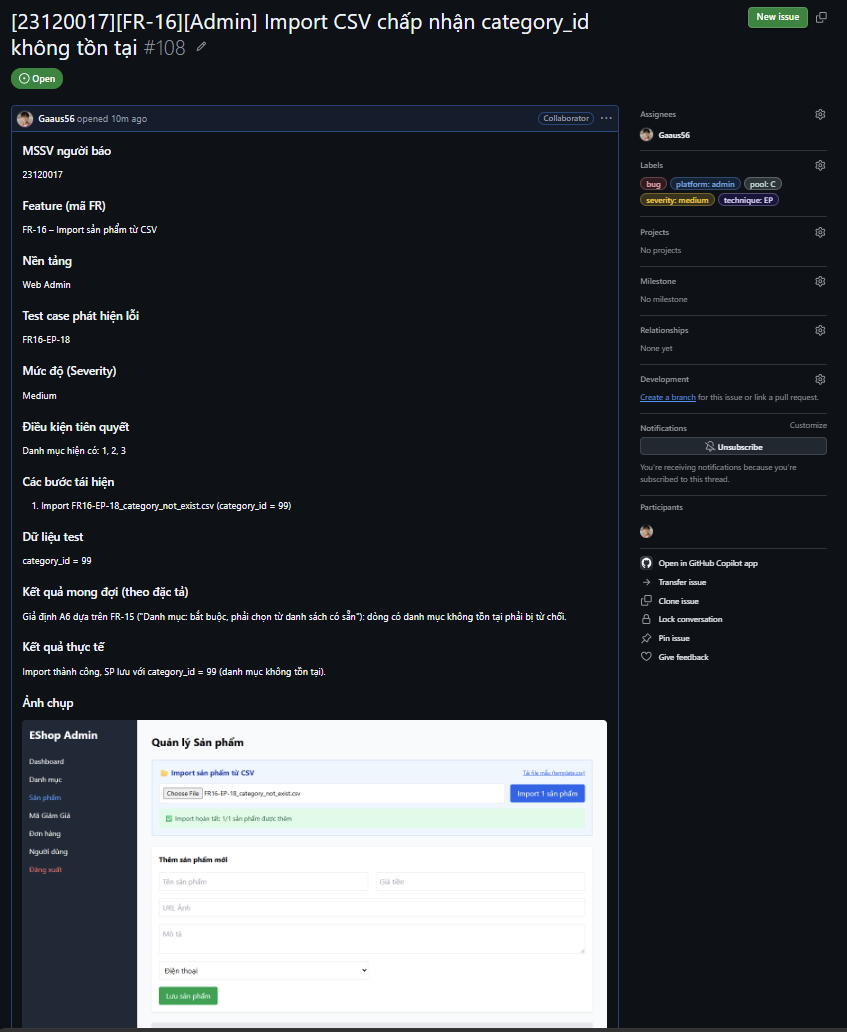 [23120017][FR-16][Admin] Import CSV chấp nhận category_id
không tồn tại #108
New issue
Open
Gaaus56 opened 10m ago
Collaborator
MSSV người báo
23120017
Feature (mã FR)
FR-16 – Import sản phẩm từ CSV
Nền tảng
Web Admin
Test case phát hiện lỗi
FR16-EP-18
Mức độ (Severity)
Medium
Điều kiện tiên quyết
Danh mục hiện có: 1, 2, 3
Các bước tái hiện
1. Import FR16-EP-18_category_not_exist.csv (category_id = 99)
Dữ liệu test
category_id = 99
Kết quả mong đợi (theo đặc tả)
Giả định A6 dựa trên FR-15 ("Danh mục: bắt buộc, phải chọn từ danh sách có sẵn"): dòng có danh mục không tồn tại phải bị từ chối.
Kết quả thực tế
Import thành công, SP lưu với category_id = 99 (danh mục không tồn tại).
Ảnh chụp
EShop Admin
Dashboard
Danh mục
Sản phẩm
Mã Giảm Giá
Đơn hàng
Người dùng
Đăng xuất
Quản lý Sản phẩm
Import sản phẩm từ CSV
Tải file mẫu (template.csv)
Choose File FR16-EP-18_category_not_exist.csv
Import 1 sản phẩm
Import hoàn tất: 1/1 sản phẩm được thêm
Thêm sản phẩm mới
Tên sản phẩm
Giá tiền
URL Ảnh
Mô tả
Điện thoại
Lưu sản phẩm
Assignees
Gaaus56
Labels
bug
platform: admin
pool: C
severity: medium
technique: EP
Projects
No projects
Milestone
No milestone
Relationships
None yet
Development
Create a branch for this issue or link a pull request.
Notifications
Customize
Unsubscribe
You're receiving notifications because you're
subscribed to this thread.
Participants
Open in GitHub Copilot app
Transfer issue
Clone issue
Lock conversation
Pin issue
Give feedback